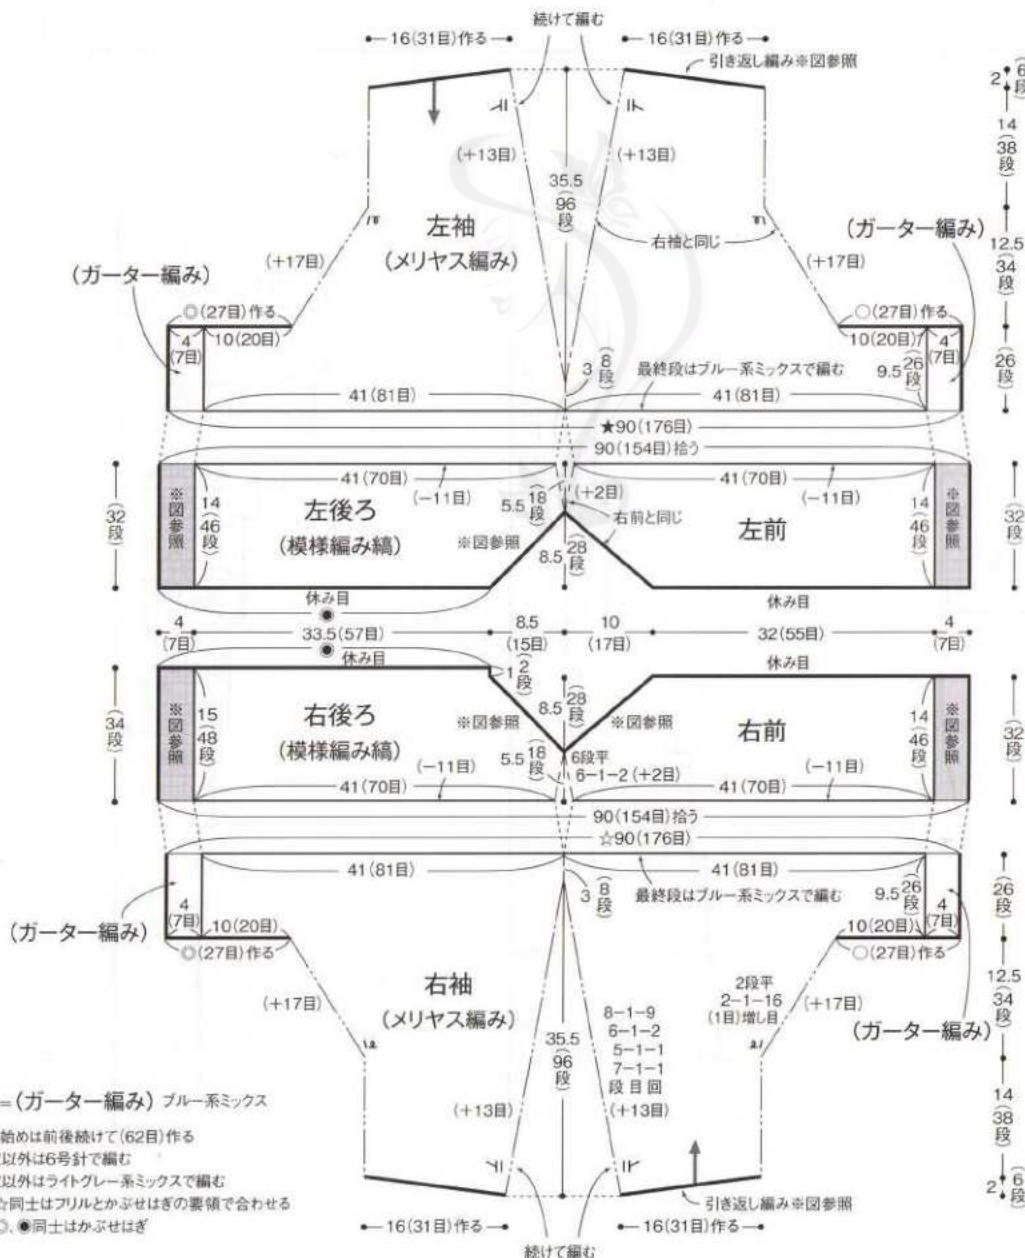 続けて編む
16(31目)作る
16(31目)作る
引き返し編み※図参照
2(6段)
14(38段)
(+13目)
(+13目)
35.5(96段)
左袖
(メリヤス編み)
右袖と同じ
(ガーター編み)
12.5(34段)
(ガーター編み)
(+17目)
(+17目)
◎(27目)作る
○(27目)作る
4(7目)
10(20目)
10(20目)
4(7目)
3(8段)
最終段はブルー系ミックスで編む
9.5(26段)
(26段)
41(81目)
41(81目)
★90(176目)
90(154目)拾う
41(70目)
(−11目)
(+2目)
41(70目)
(−11目)
(32段)
※図参照
14(46段)
左後ろ
(模様編み縞)
5.5(18段)
右前と同じ
※図参照
8.5(28段)
左前
14(46段)
※図参照
(32段)
休み目
◉
休み目
4(7目)
33.5(57目)
8.5(15目)
10(17目)
32(55目)
4(7目)
◉
休み目
休み目
1(2段)
(34段)
※図参照
15(48段)
右後ろ
(模様編み縞)
※図参照
8.5(28段)
※図参照
右前
14(46段)
※図参照
(32段)
5.5(18段)
6段平
6-1-2(+2目)
41(70目)
(−11目)
41(70目)
(−11目)
90(154目)拾う
☆90(176目)
41(81目)
41(81目)
3(8段)
最終段はブルー系ミックスで編む
9.5(26段)
(26段)
4(7目)
10(20目)
10(20目)
4(7目)
(ガーター編み)
◎(27目)作る
○(27目)作る
(+17目)
右袖
(メリヤス編み)
35.5(96段)
8-1-9
6-1-2
5-1-1
7-1-1
段目回
2段平
2-1-16
(1目)増し目
(+17目)
(ガーター編み)
12.5(34段)
(+13目)
(+13目)
14(38段)
2(6段)
引き返し編み※図参照
16(31目)作る
16(31目)作る
続けて編む
=(ガーター編み) ブルー系ミックス
始めは前後続けて(62目)作る
以外は6号針で編む
以外はライトグレー系ミックスで編む
☆同士はフリルとかぶせはぎの要領で合わせる
◎、◉同士はかぶせはぎ